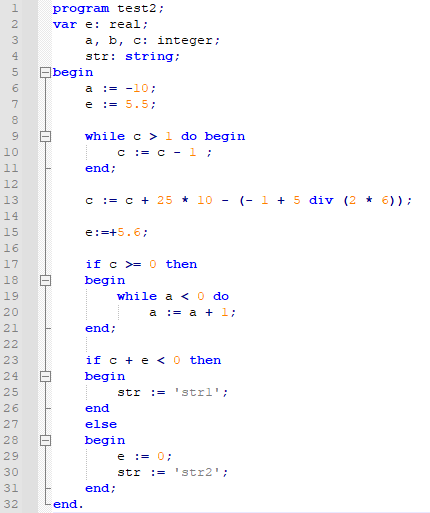 1 program test2;
2 var e: real;
3     a, b, c: integer;
4     str: string;
5 begin
6     a := -10;
7     e := 5.5;
8
9     while c > 1 do begin
10         c := c - 1 ;
11     end;
12
13     c := c + 25 * 10 - (- 1 + 5 div (2 * 6));
14
15     e:=+5.6;
16
17     if c >= 0 then
18     begin
19         while a < 0 do
20             a := a + 1;
21     end;
22
23     if c + e < 0 then
24     begin
25         str := 'str1';
26     end
27     else
28     begin
29         e := 0;
30         str := 'str2';
31     end;
32 end.